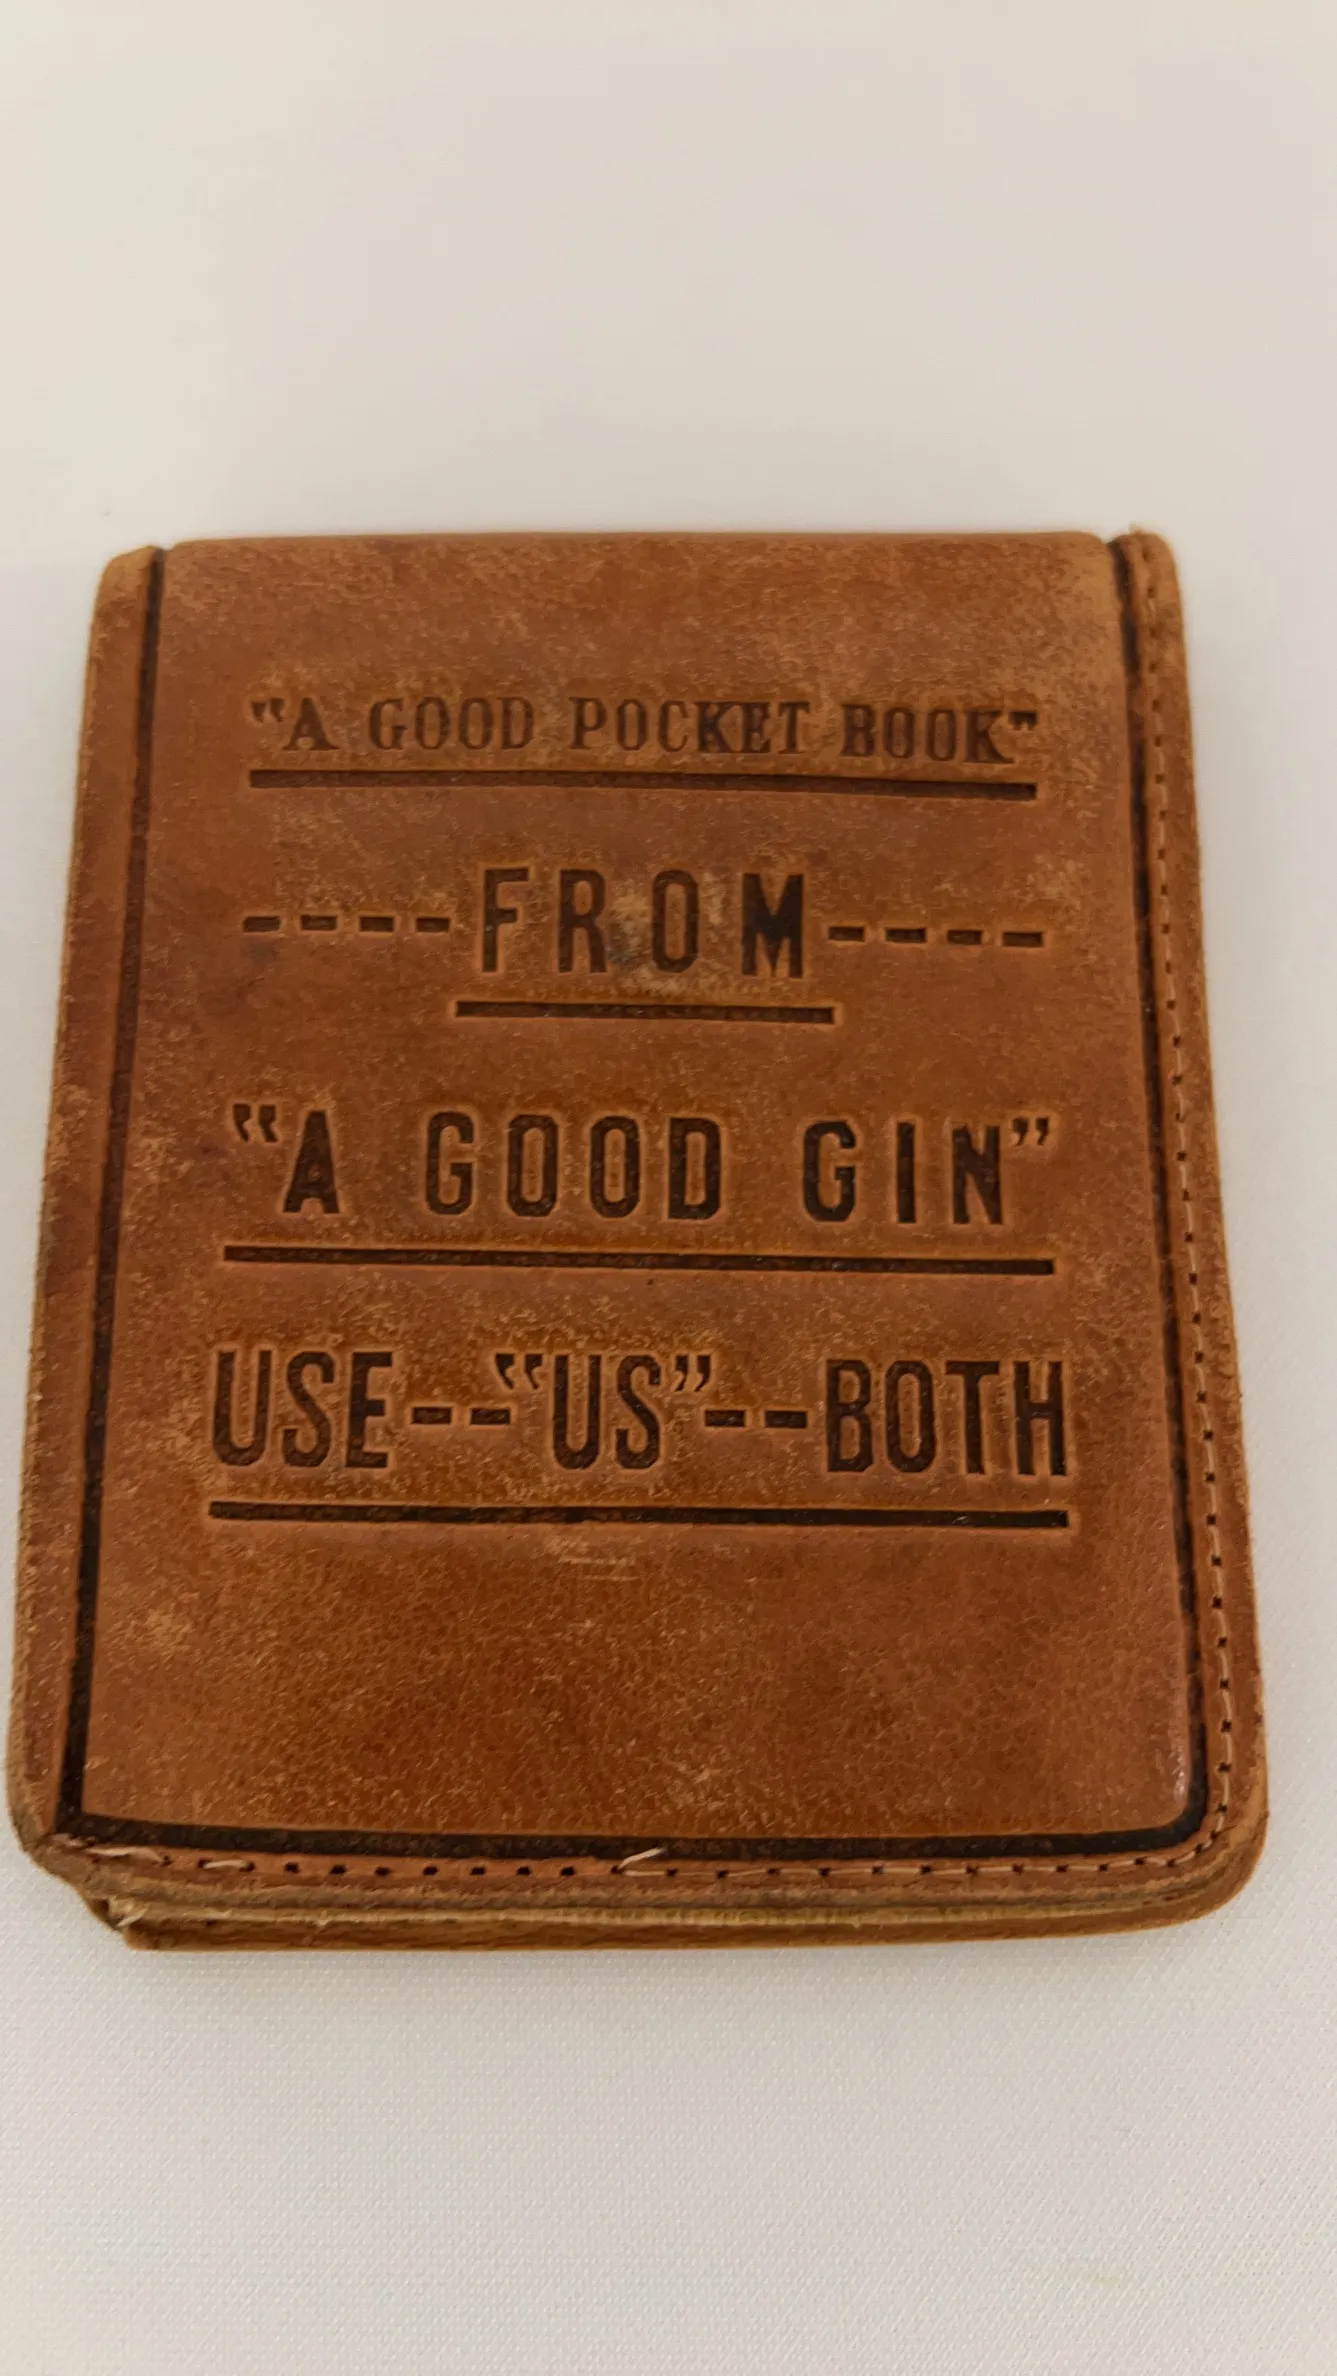 "A GOOD POCKET BOOK"
----FROM----
"A GOOD GIN"
USE--"US"--BOTH